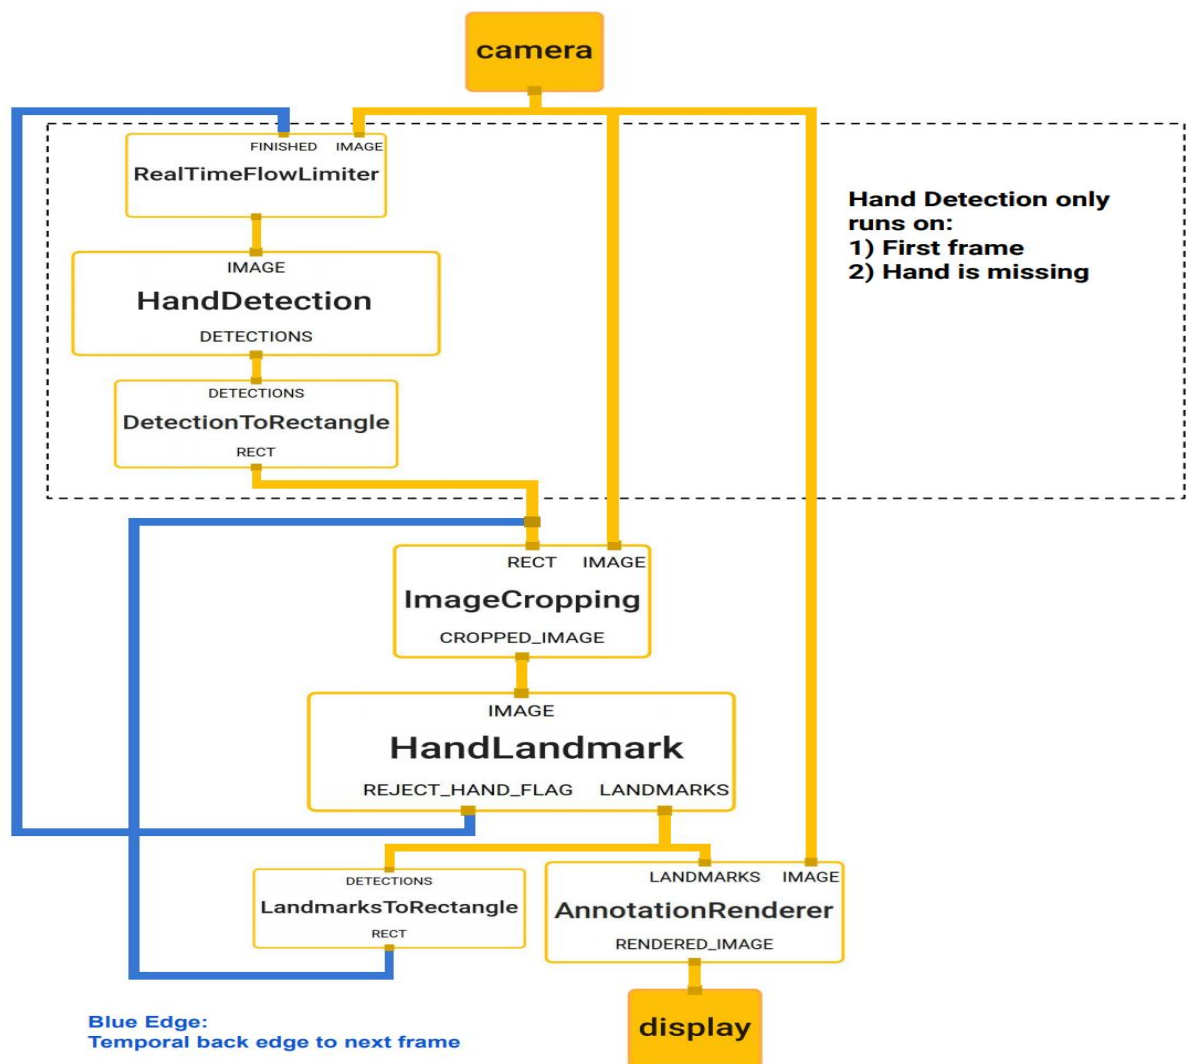 camera
FINISHED IMAGE
RealTimeFlowLimiter
Hand Detection only
runs on:
1) First frame
2) Hand is missing
IMAGE
HandDetection
DETECTIONS
DETECTIONS
DetectionToRectangle
RECT
RECT IMAGE
ImageCropping
CROPPED_IMAGE
IMAGE
HandLandmark
REJECT_HAND_FLAG LANDMARKS
DETECTIONS
LandmarksToRectangle
RECT
LANDMARKS IMAGE
AnnotationRenderer
RENDERED_IMAGE
display
Blue Edge:
Temporal back edge to next frame